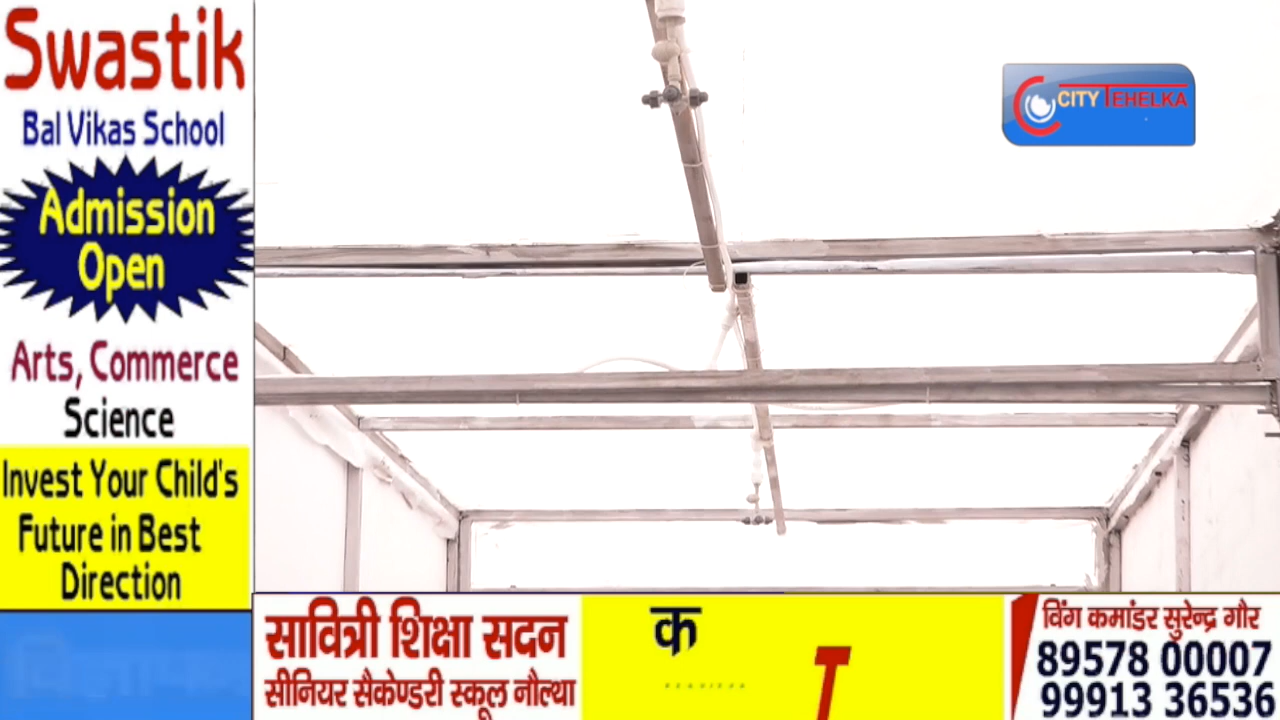 Swastik
Bal Vikas School
Admission
Open
Arts, Commerce
Science
Invest Your Child's
Future in Best
Direction
CITY TEHELKA
सावित्री शिक्षा सदन
सीनियर सैकेण्डरी स्कूल नौल्था
क
T
विंग कमांडर सुरेन्द्र गौर
89578 00007
99913 36536